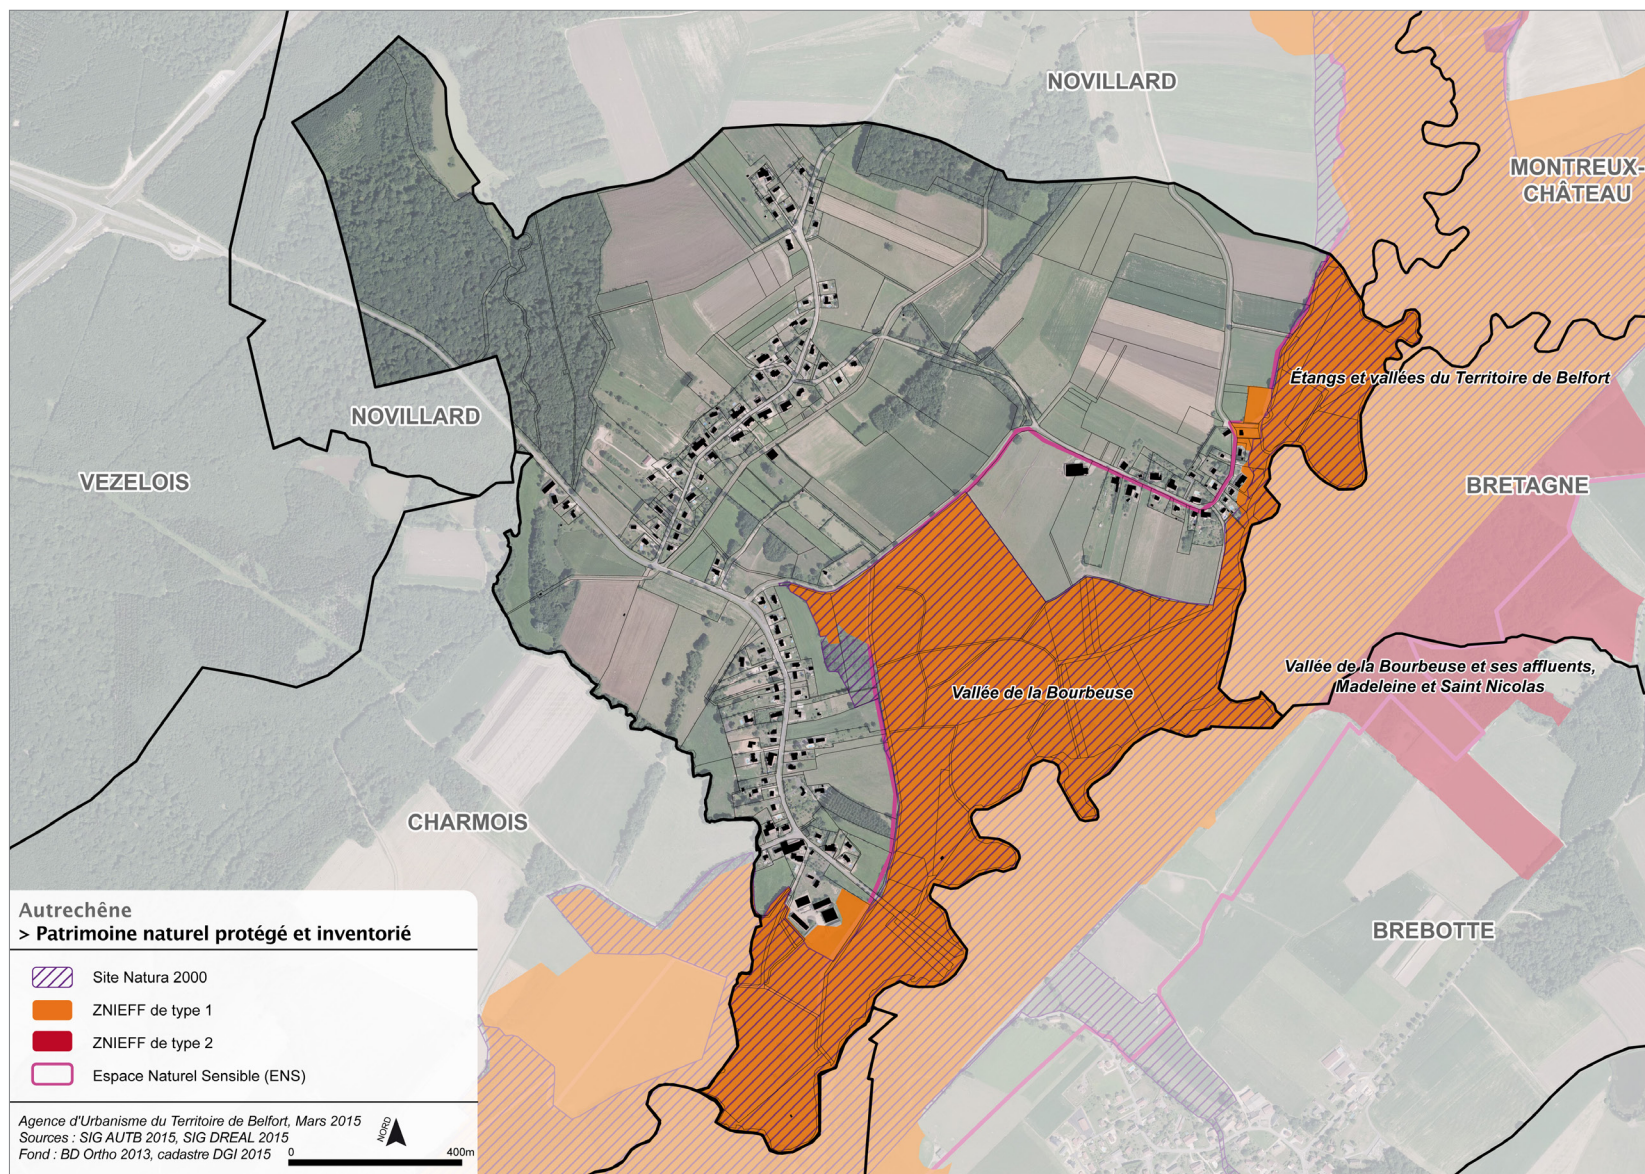 NOVILLARD
MONTREUX-
CHÂTEAU
Étangs et vallées du Territoire de Belfort
NOVILLARD
VEZELOIS
BRETAGNE
Vallée de la Bourbeuse et ses affluents,
Madeleine et Saint Nicolas
Vallée de la Bourbeuse
CHARMOIS
BREBOTTE
Autrechêne
> Patrimoine naturel protégé et inventorié
Site Natura 2000
ZNIEFF de type 1
ZNIEFF de type 2
Espace Naturel Sensible (ENS)
Agence d'Urbanisme du Territoire de Belfort, Mars 2015
Sources : SIG AUTB 2015, SIG DREAL 2015
Fond : BD Ortho 2013, cadastre DGI 2015
NORD
0 400m